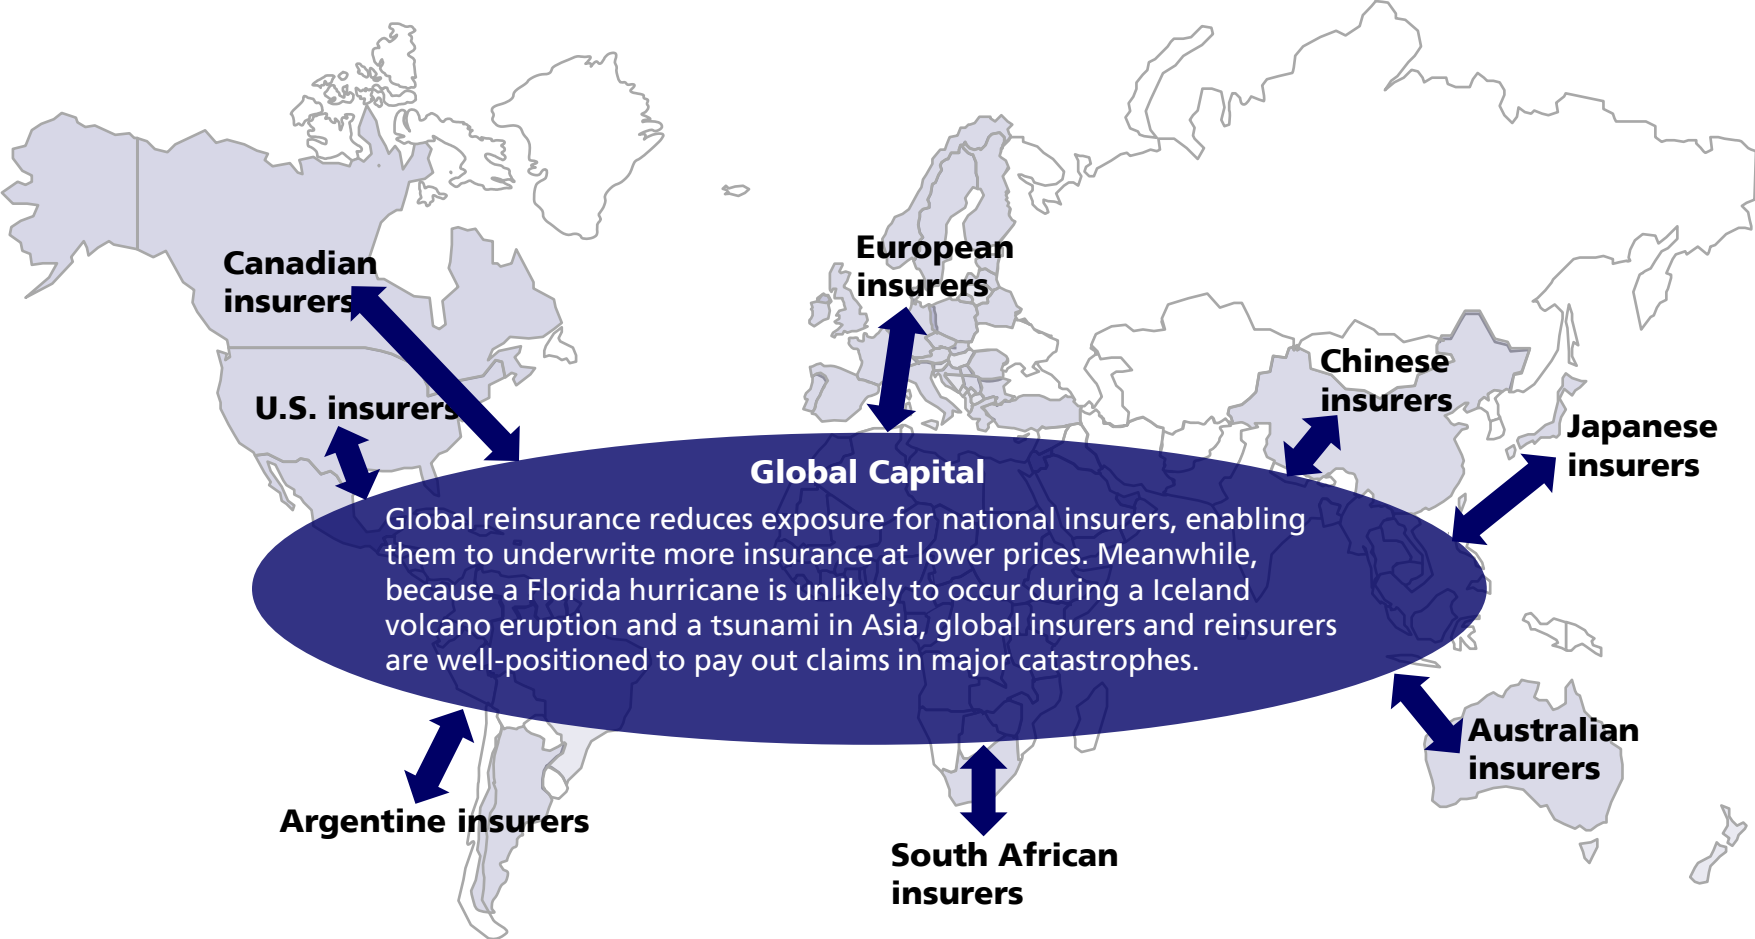 European
insurers
Canadian
insurers
Chinese
insurers
U.S. insurers
Japanese
insurers
Global Capital
Global reinsurance reduces exposure for national insurers, enabling
them to underwrite more insurance at lower prices. Meanwhile,
because a Florida hurricane is unlikely to occur during a Iceland
volcano eruption and a tsunami in Asia, global insurers and reinsurers
are well-positioned to pay out claims in major catastrophes.
Australian
insurers
Argentine insurers
South African
insurers